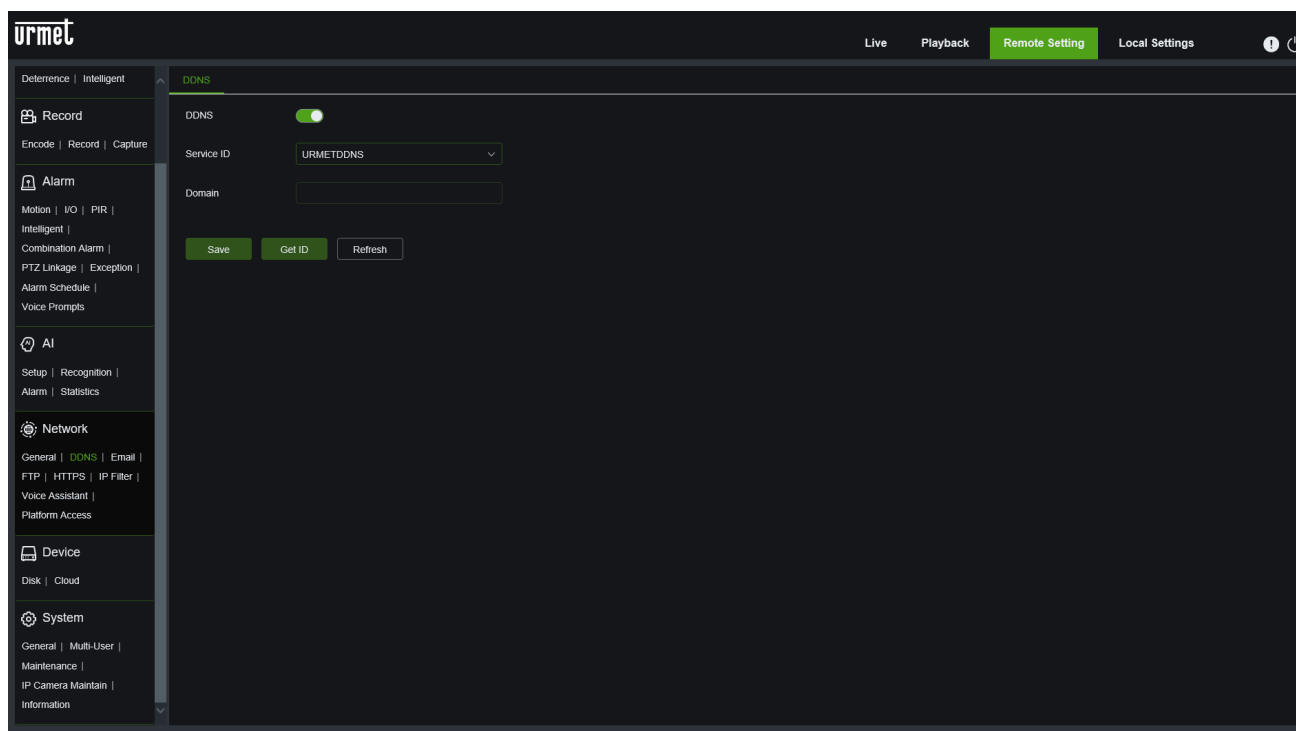 urmet
Live Playback Remote Setting Local Settings
Deterrence | Intelligent
Record
Encode | Record | Capture
Alarm
Motion | I/O | PIR |
Intelligent |
Combination Alarm |
PTZ Linkage | Exception |
Alarm Schedule |
Voice Prompts
AI
Setup | Recognition |
Alarm | Statistics
Network
General | DDNS | Email |
FTP | HTTPS | IP Filter |
Voice Assistant |
Platform Access
Device
Disk | Cloud
System
General | Multi-User |
Maintenance |
IP Camera Maintain |
Information
DDNS
DDNS
Service ID URMETDDNS
Domain
Save Get ID Refresh